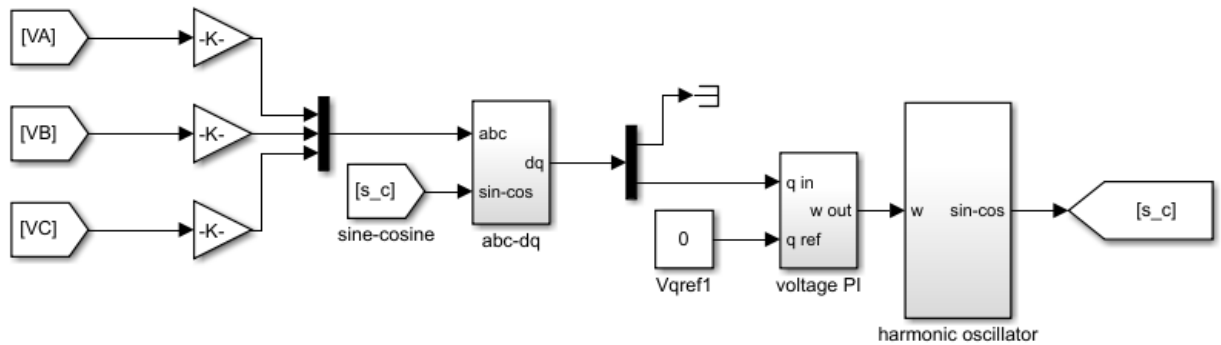 [VA]
-K-
[VB]
-K-
[VC]
-K-
[s_c]
sine-cosine
abc
dq
sin-cos
abc-dq
0
Vqref1
q in
w out
q ref
voltage PI
w
sin-cos
harmonic oscillator
[s_c]